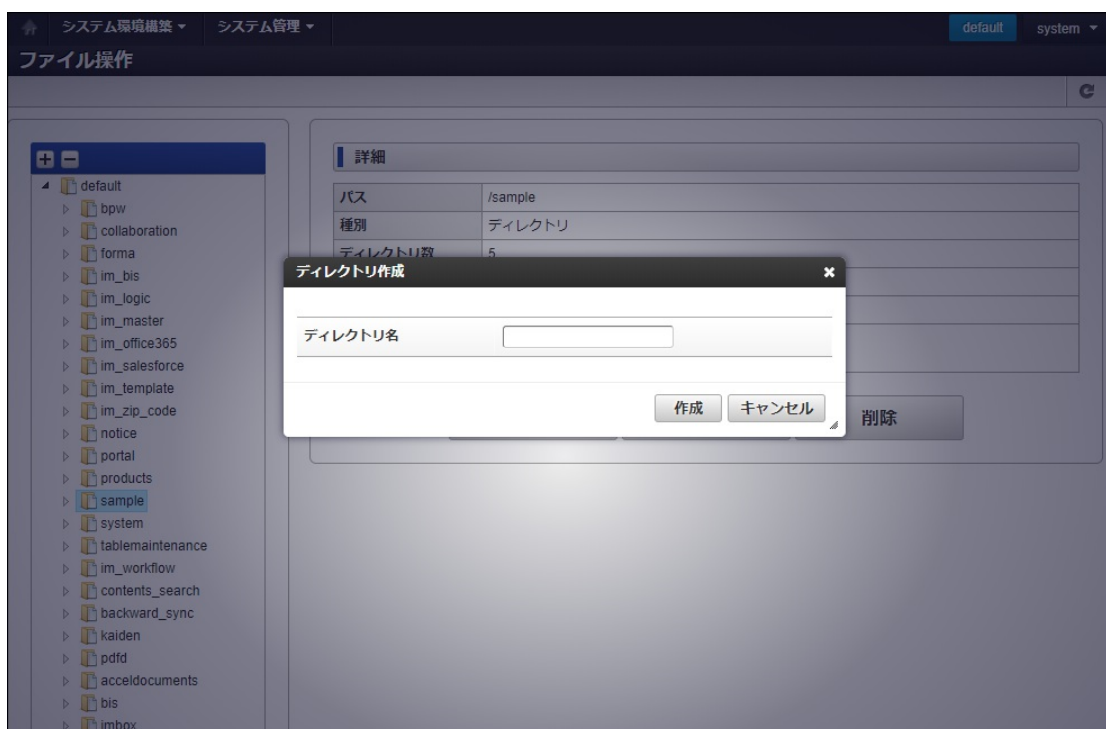 システム環境構築 システム管理 default system
ファイル操作
default
bpw
collaboration
forma
im_bis
im_logic
im_master
im_office365
im_salesforce
im_template
im_zip_code
notice
portal
products
sample
system
tablemaintenance
im_workflow
contents_search
backward_sync
kaiden
pdfd
acceldocuments
bis
imbox
詳細
パス /sample
種別 ディレクトリ
ディレクトリ数 5
ディレクトリ作成
ディレクトリ名
作成 キャンセル
削除